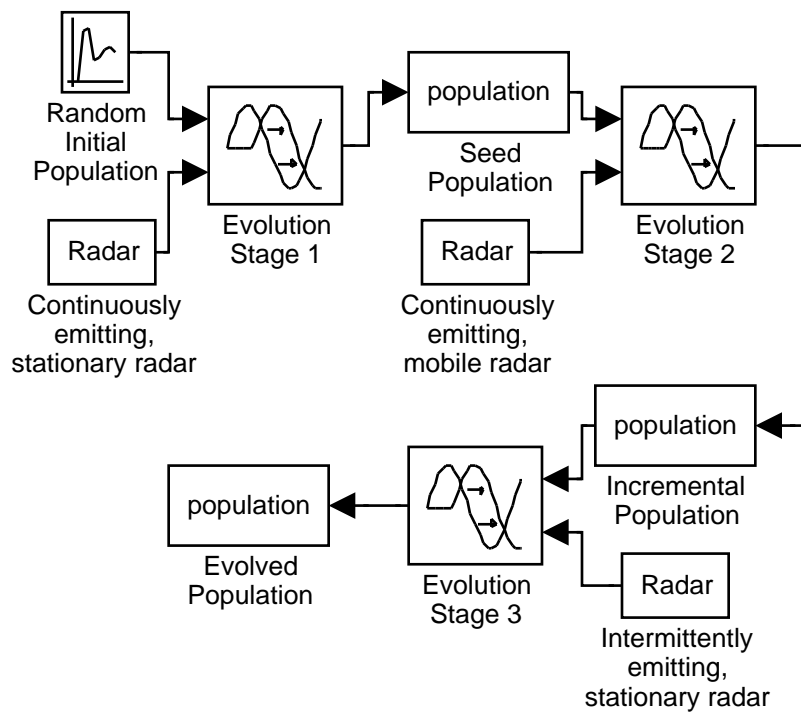 Random
Initial
Population
Radar
Continuously
emitting,
stationary radar
Evolution
Stage 1
population
Seed
Population
Radar
Continuously
emitting,
mobile radar
Evolution
Stage 2
population
Incremental
Population
Radar
Intermittently
emitting,
stationary radar
Evolution
Stage 3
population
Evolved
Population